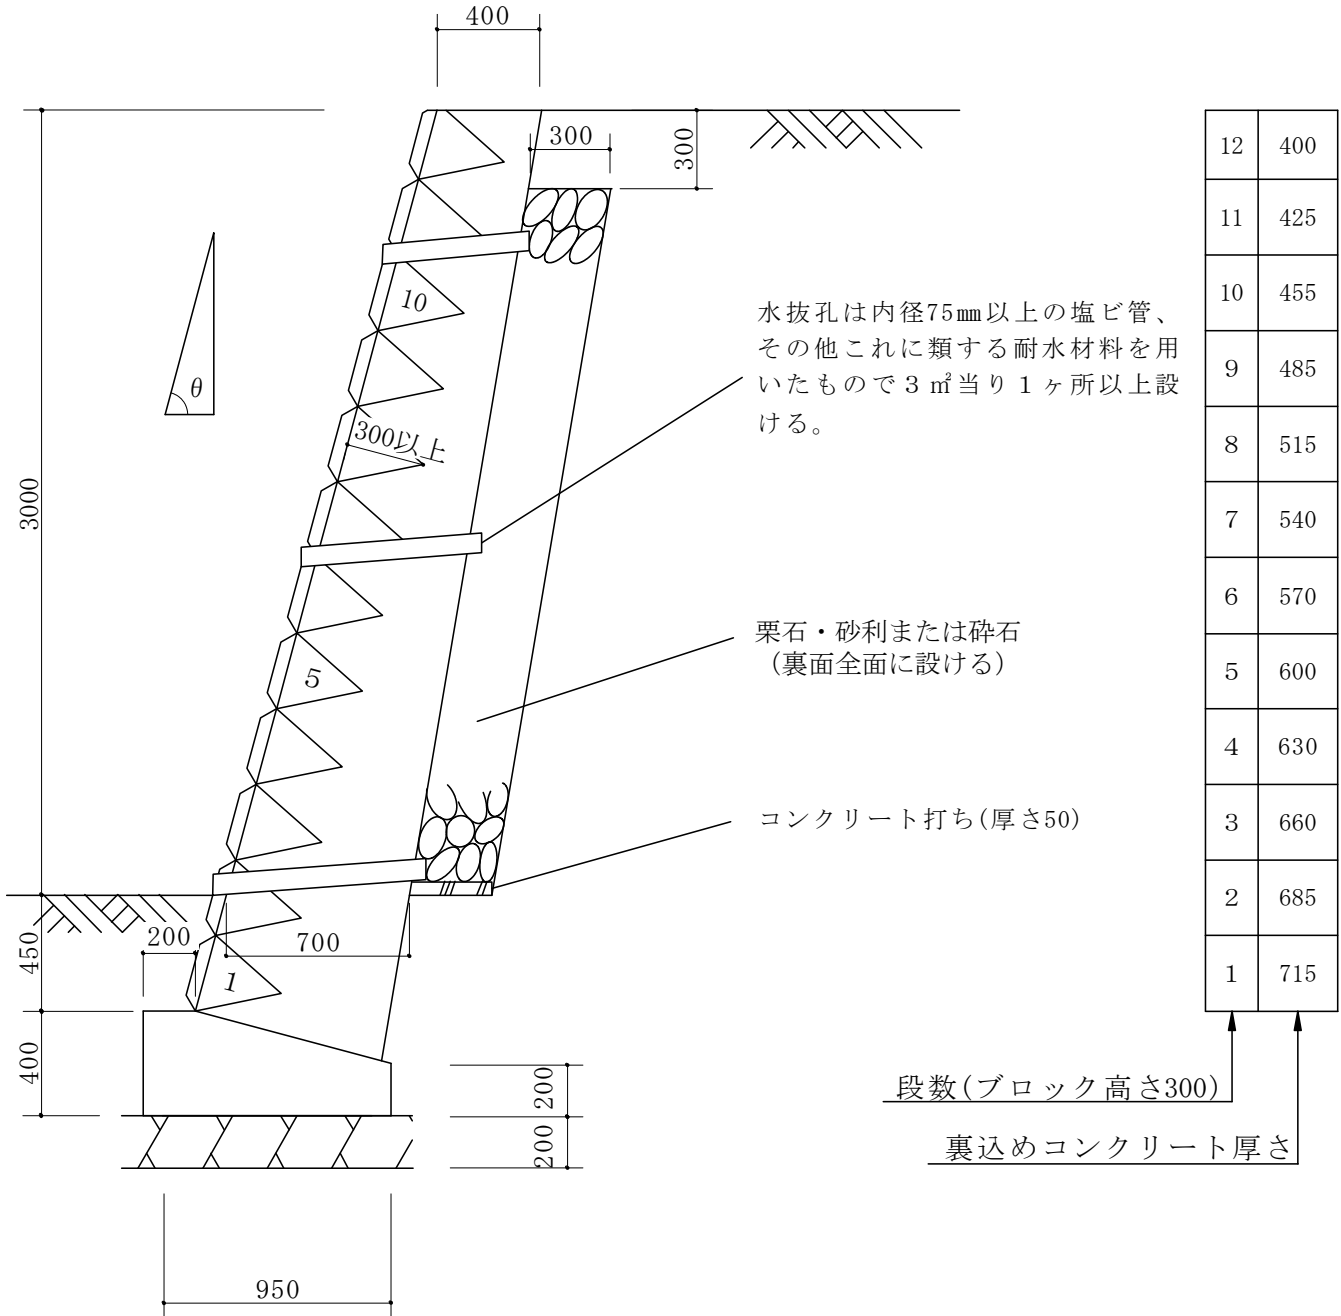 400
300
300
3000
θ
10
300以上
水抜孔は内径75㎜以上の塩ビ管、
その他これに類する耐水材料を用
いたもので３㎡当り１ヶ所以上設
ける。
栗石・砂利または砕石
(裏面全面に設ける)
5
コンクリート打ち(厚さ50)
200
700
450
1
400
200
200
950
12 400
11 425
10 455
9 485
8 515
7 540
6 570
5 600
4 630
3 660
2 685
1 715
段数(ブロック高さ300)
裏込めコンクリート厚さ